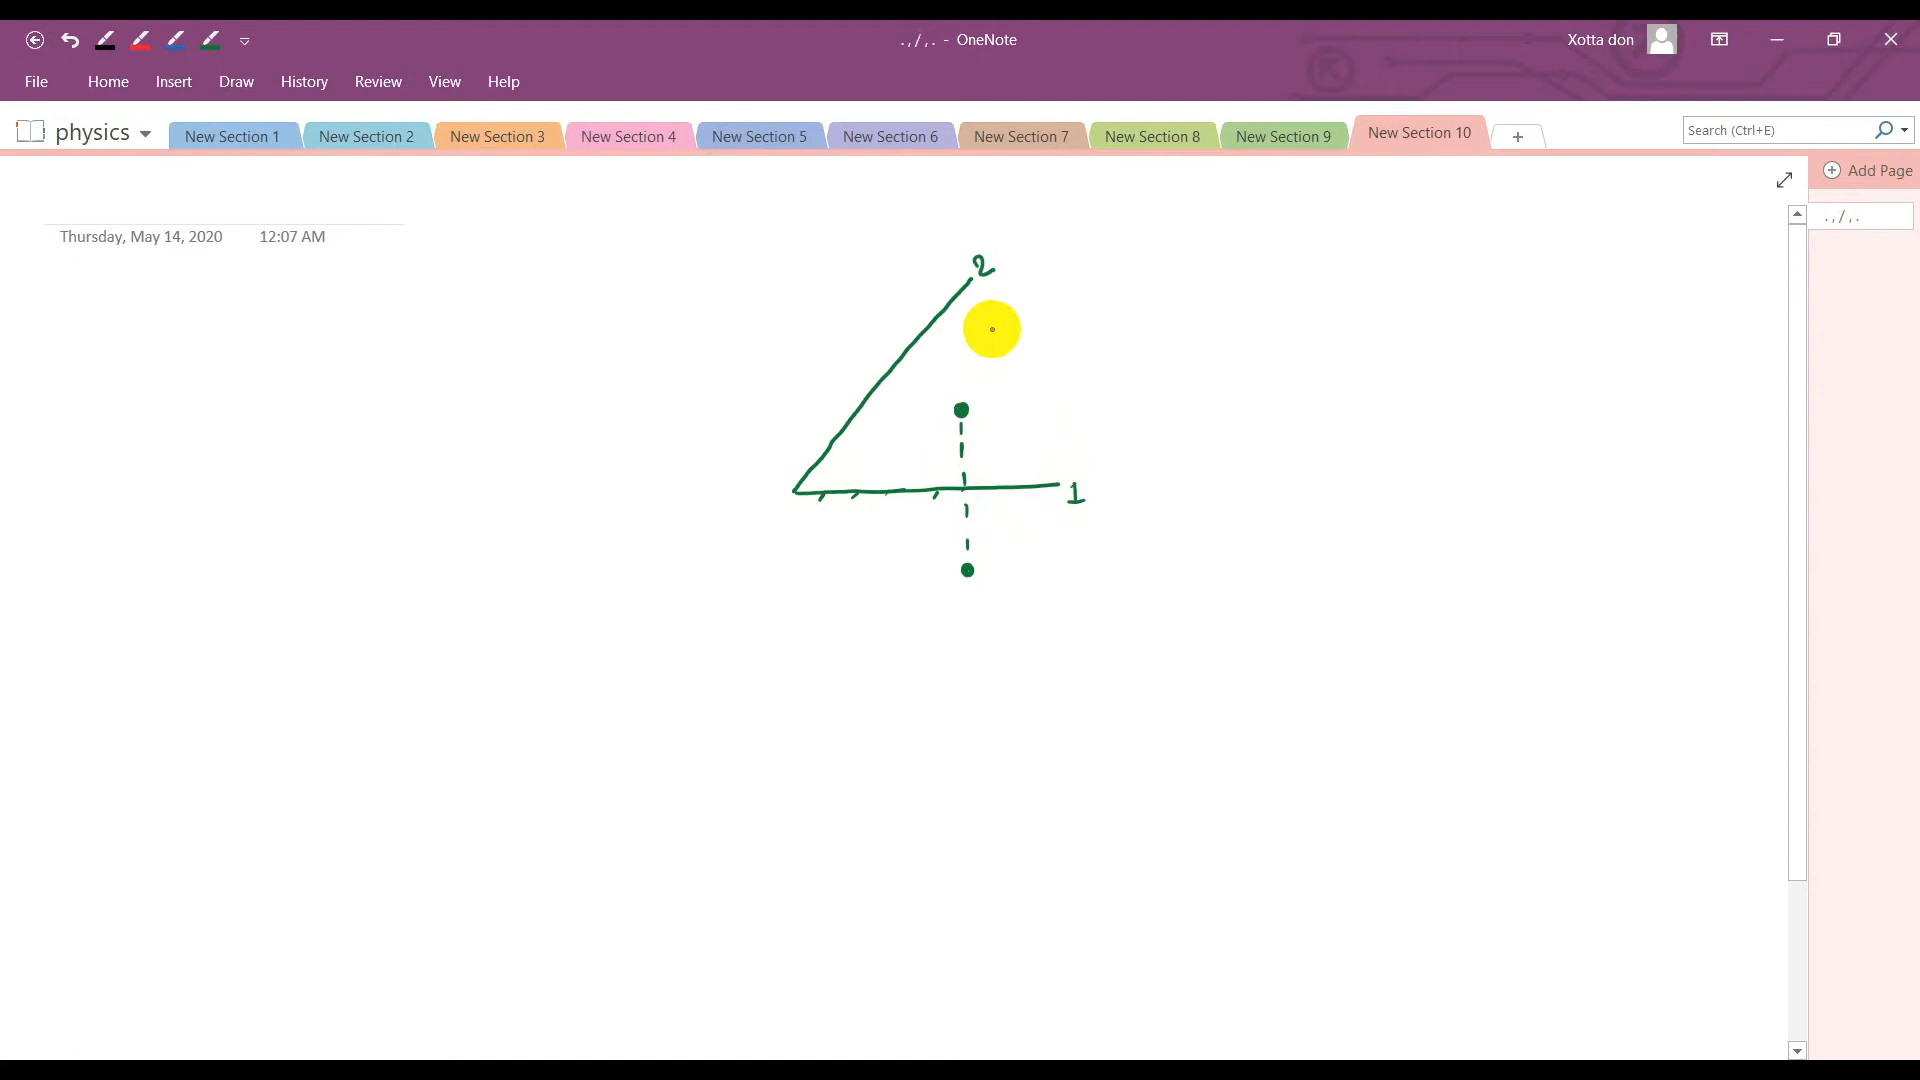 .,/,. - OneNote
Xotta don
File Home Insert Draw History Review View Help
physics
New Section 1 New Section 2 New Section 3 New Section 4 New Section 5 New Section 6 New Section 7 New Section 8 New Section 9 New Section 10 +
Search (Ctrl+E)
Add Page
.,/,.
Thursday, May 14, 2020 12:07 AM
2
1